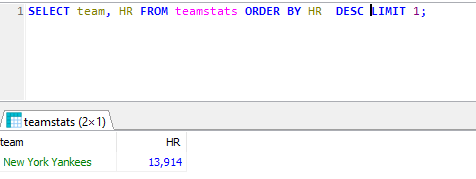 1 SELECT team, HR FROM teamstats ORDER BY HR  DESC LIMIT 1;
teamstats (2×1)
team HR
New York Yankees 13,914